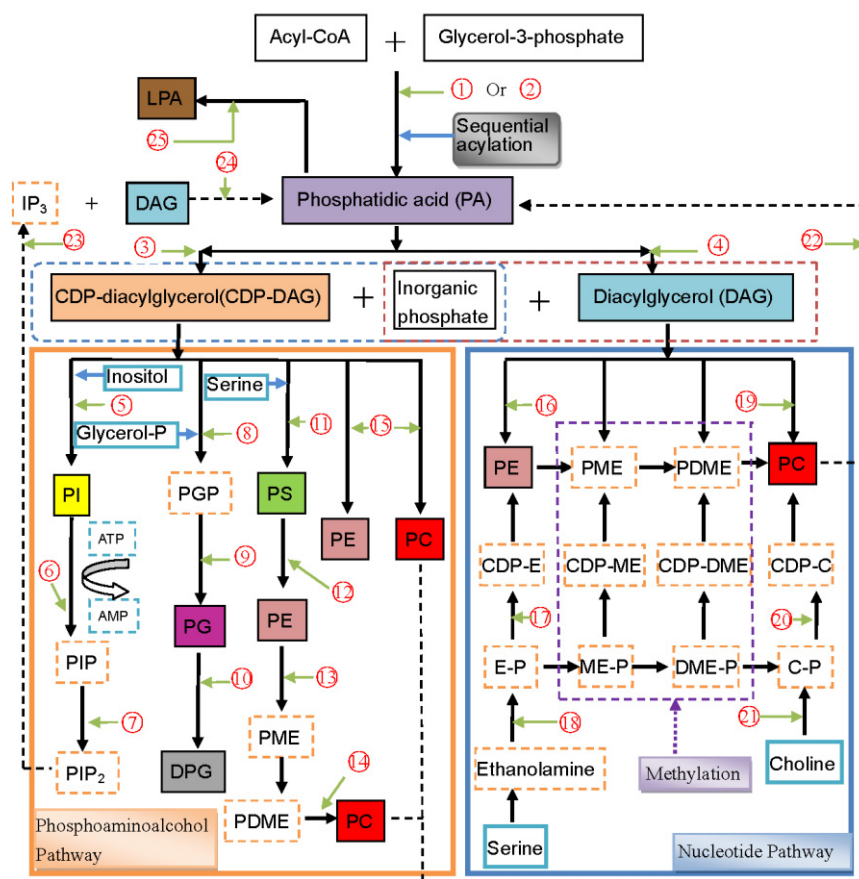 Acyl-CoA + Glycerol-3-phosphate
LPA
① Or ②
Sequential
acylation
㉕
㉔
IP3 + DAG
Phosphatidic acid (PA)
㉓ ③ ④ ㉒
CDP-diacylglycerol(CDP-DAG) + Inorganic
phosphate + Diacylglycerol (DAG)
Inositol
Serine
⑤
Glycerol-P ⑧ ⑪ ⑮
PI PGP PS
PE PC
ATP
⑥ ⑨ ⑫
AMP
PG PE
PIP
⑩ ⑬
⑦
PME
PIP2 DPG ⑭
PDME PC
Phosphoaminoalcohol
Pathway
⑯ ⑲
PE PME PDME PC
CDP-E CDP-ME CDP-DME CDP-C
⑰ ⑳
E-P ME-P DME-P C-P
⑱ ㉑
Ethanolamine Methylation Choline
Serine
Nucleotide Pathway